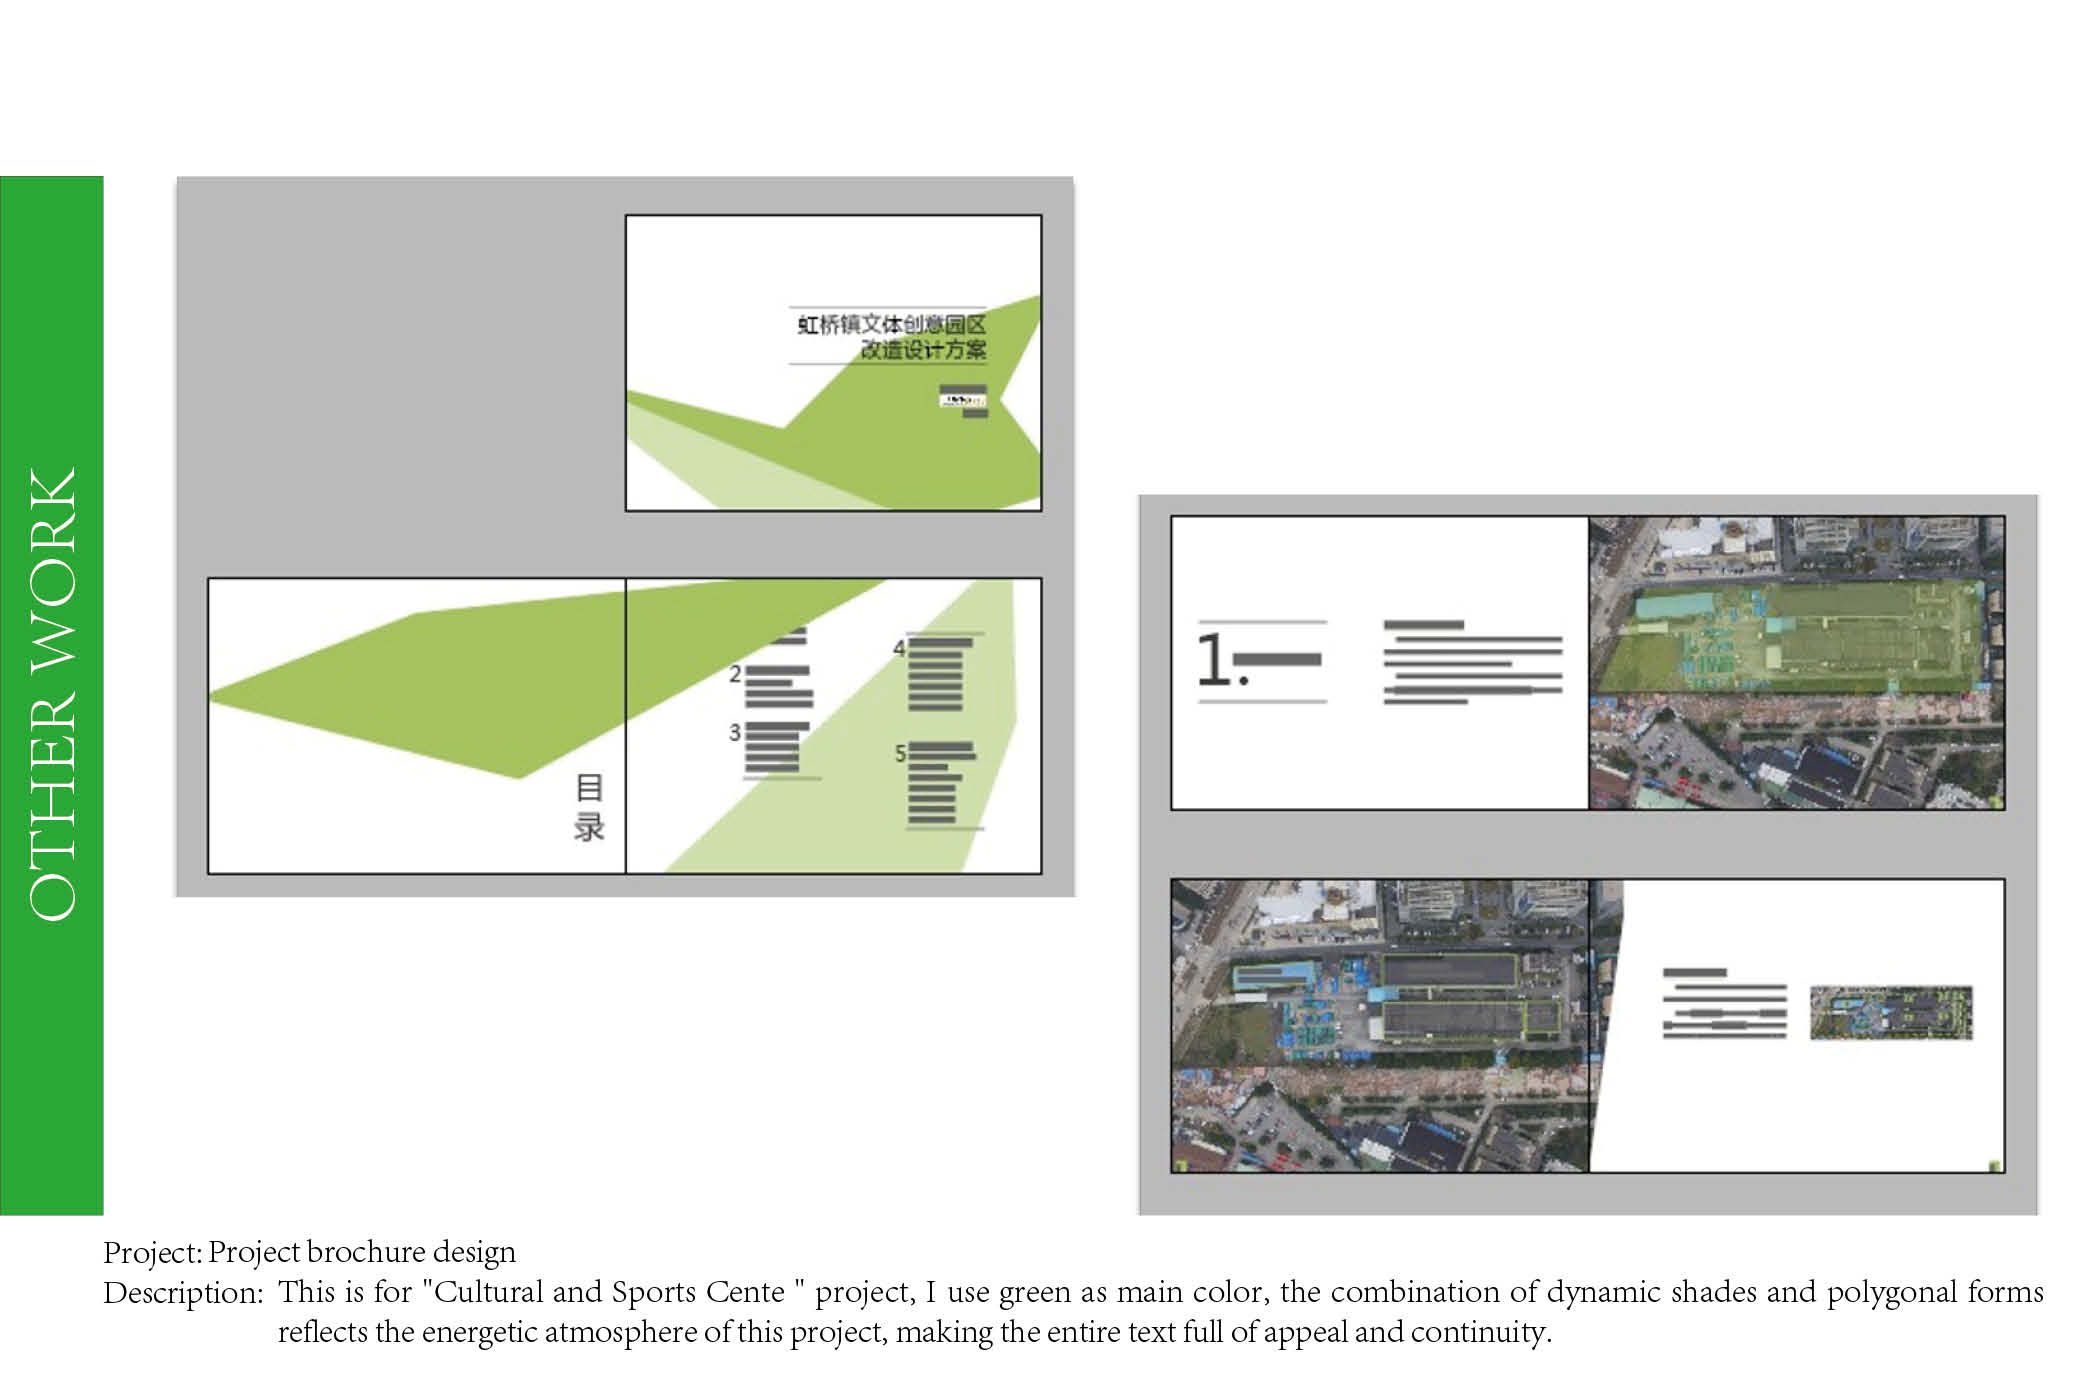 OTHER WORK
虹桥镇文体创意园区
改造设计方案
目
录
2
3
4
5
1.
Project: Project brochure design
Description: This is for "Cultural and Sports Cente " project, I use green as main color, the combination of dynamic shades and polygonal forms
reflects the energetic atmosphere of this project, making the entire text full of appeal and continuity.